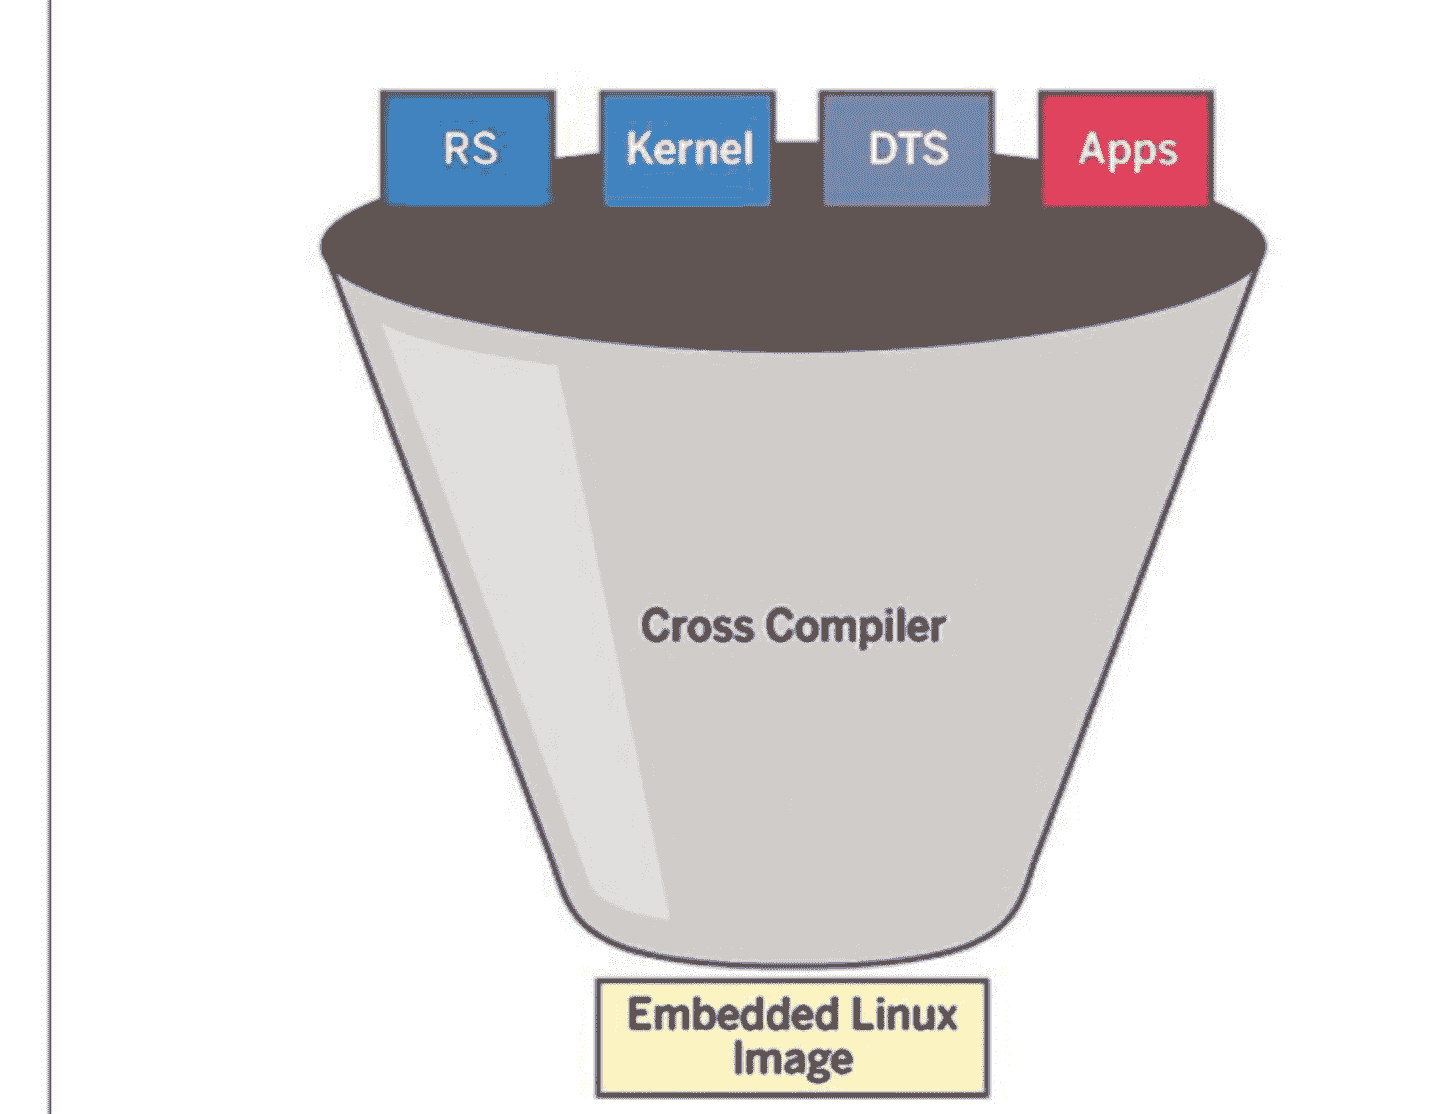 RS
Kernel
DTS
Apps
Cross Compiler
Embedded Linux
Image